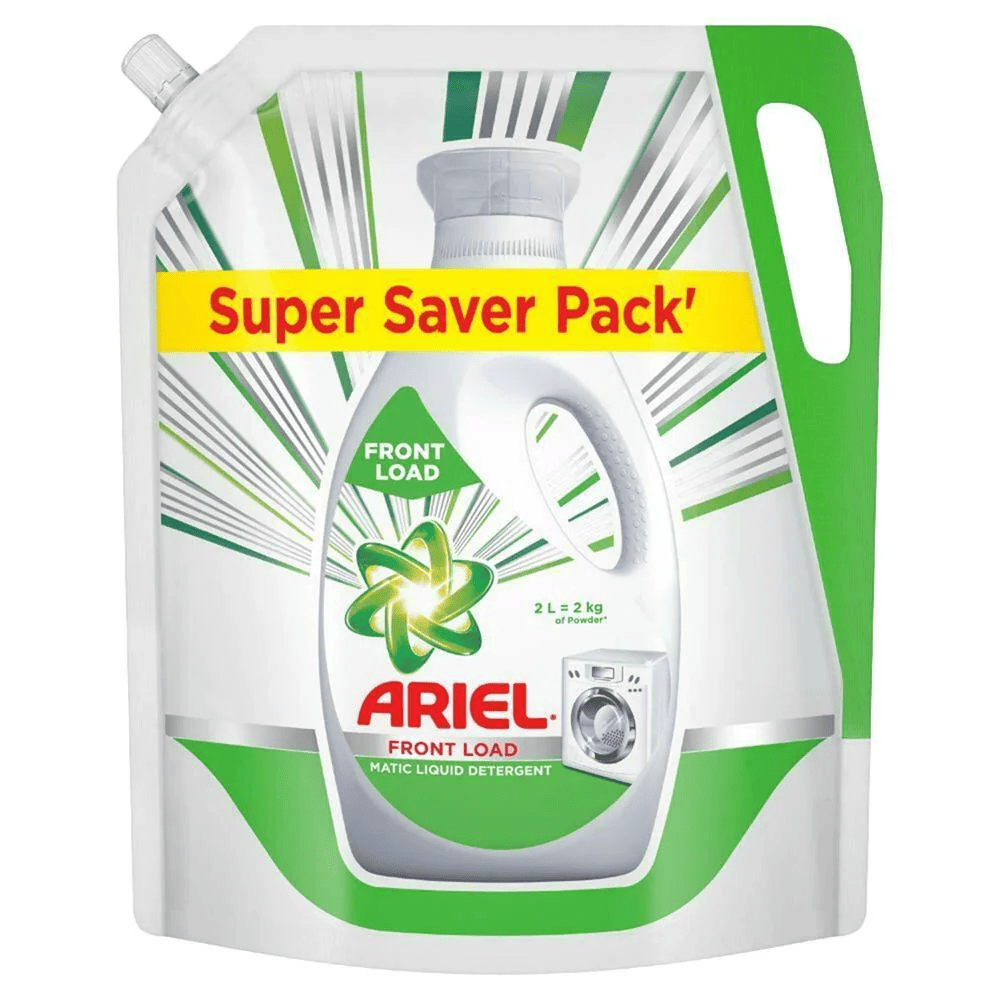 Super Saver Pack'
FRONT
LOAD
2 L = 2 kg
of Powder*
ARIEL.
FRONT LOAD
MATIC LIQUID DETERGENT